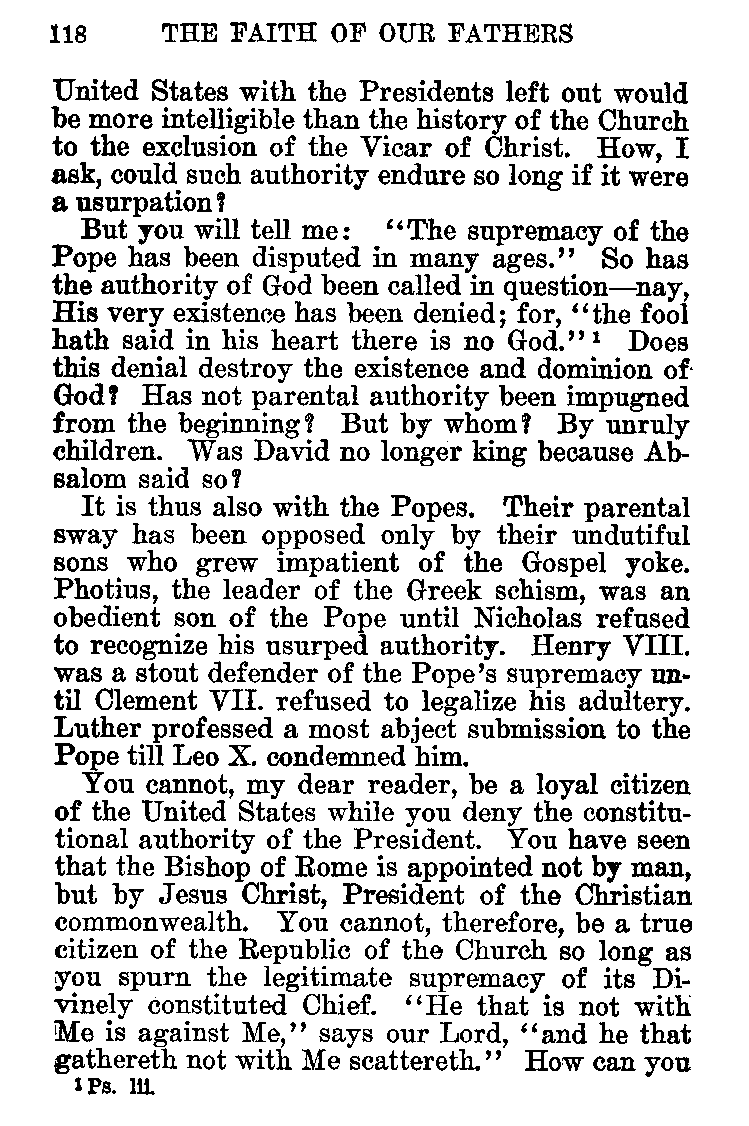 118 THE FAITH OF OUR FATHERS
United States with the Presidents left out would
be more intelligible than the history of the Church
to the exclusion of the Vicar of Christ. How, I
ask, could such authority endure so long if it were
a usurpation?
But you will tell me: “The supremacy of the
Pope has been disputed in many ages.” So has
the authority of God been called in question—nay,
His very existence has been denied; for, “the fool
hath said in his heart there is no God.”¹ Does
this denial destroy the existence and dominion of
God? Has not parental authority been impugned
from the beginning? But by whom? By unruly
children. Was David no longer king because Ab-
salom said so?
It is thus also with the Popes. Their parental
sway has been opposed only by their undutiful
sons who grew impatient of the Gospel yoke.
Photius, the leader of the Greek schism, was an
obedient son of the Pope until Nicholas refused
to recognize his usurped authority. Henry VIII.
was a stout defender of the Pope’s supremacy un-
til Clement VII. refused to legalize his adultery.
Luther professed a most abject submission to the
Pope till Leo X. condemned him.
You cannot, my dear reader, be a loyal citizen
of the United States while you deny the constitu-
tional authority of the President. You have seen
that the Bishop of Rome is appointed not by man,
but by Jesus Christ, President of the Christian
commonwealth. You cannot, therefore, be a true
citizen of the Republic of the Church so long as
you spurn the legitimate supremacy of its Di-
vinely constituted Chief. “He that is not with
Me is against Me,” says our Lord, “and he that
gathereth not with Me scattereth.” How can you
¹ Ps. lii.